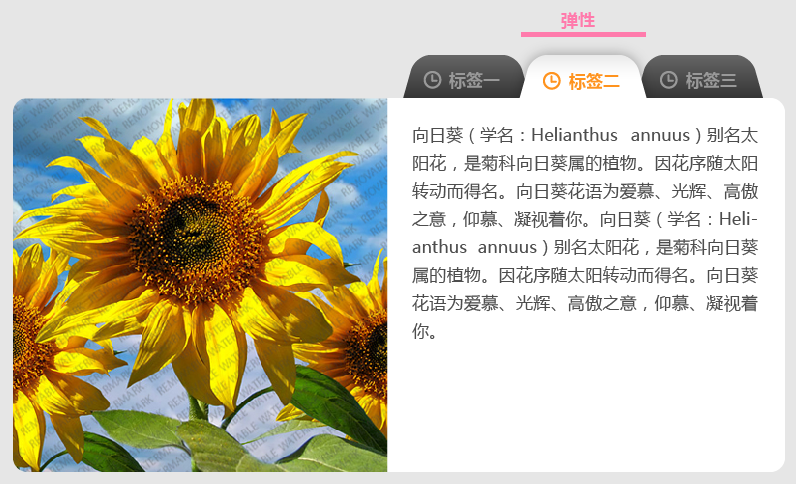 弹性
标签一 标签二 标签三
向日葵（学名：Helianthus annuus）别名太
阳花，是菊科向日葵属的植物。因花序随太阳
转动而得名。向日葵花语为爱慕、光辉、高傲
之意，仰慕、凝视着你。向日葵（学名：Heli-
anthus annuus）别名太阳花，是菊科向日葵
属的植物。因花序随太阳转动而得名。向日葵
花语为爱慕、光辉、高傲之意，仰慕、凝视着
你。